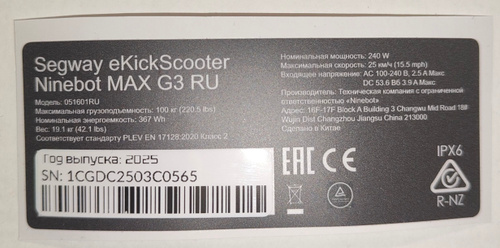 Segway eKickScooter
Ninebot MAX G3 RU
Модель: 051601RU
Максимальная грузоподъемность: 100 кг (220.5 lbs)
Номинальная энергоемкость: 367 Wh
Вес: 19.1 кг (42.1 lbs)
Соответствует стандарту PLEV EN 17128:2020 Класс 2
Год выпуска: 2025
SN: 1CGDC2503C0565
Номинальная мощность: 240 W
Максимальная скорость: 25 км/ч (15.5 mph)
Входящее напряжение: AC 100-240 В, 2.5 А Макс
DC 53.6 В 3.9 А Макс
Производитель: Техническая компания с ограниченной
ответственностью «Ninebot»
Адрес: 16F-17F Block A Building 3 Changwu Mid Road 18#
Wujin Dist Changzhou Jiangsu China 213000
Сделано в Китае
EAC CE
IPX6
R-NZ